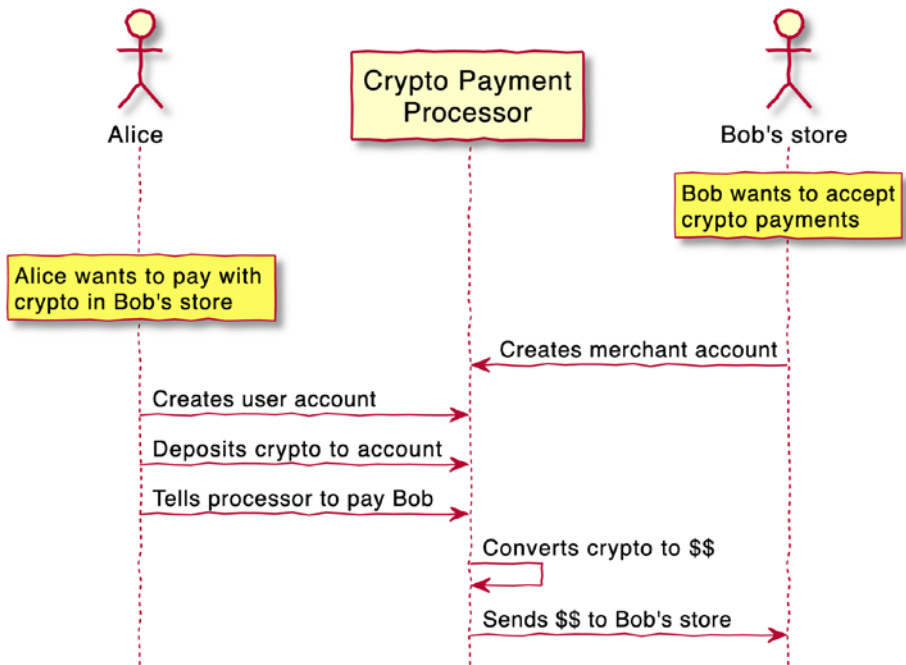 Alice
Crypto Payment
Processor
Bob's store
Bob wants to accept
crypto payments
Alice wants to pay with
crypto in Bob's store
Creates merchant account
Creates user account
Deposits crypto to account
Tells processor to pay Bob
Converts crypto to $$
Sends $$ to Bob's store